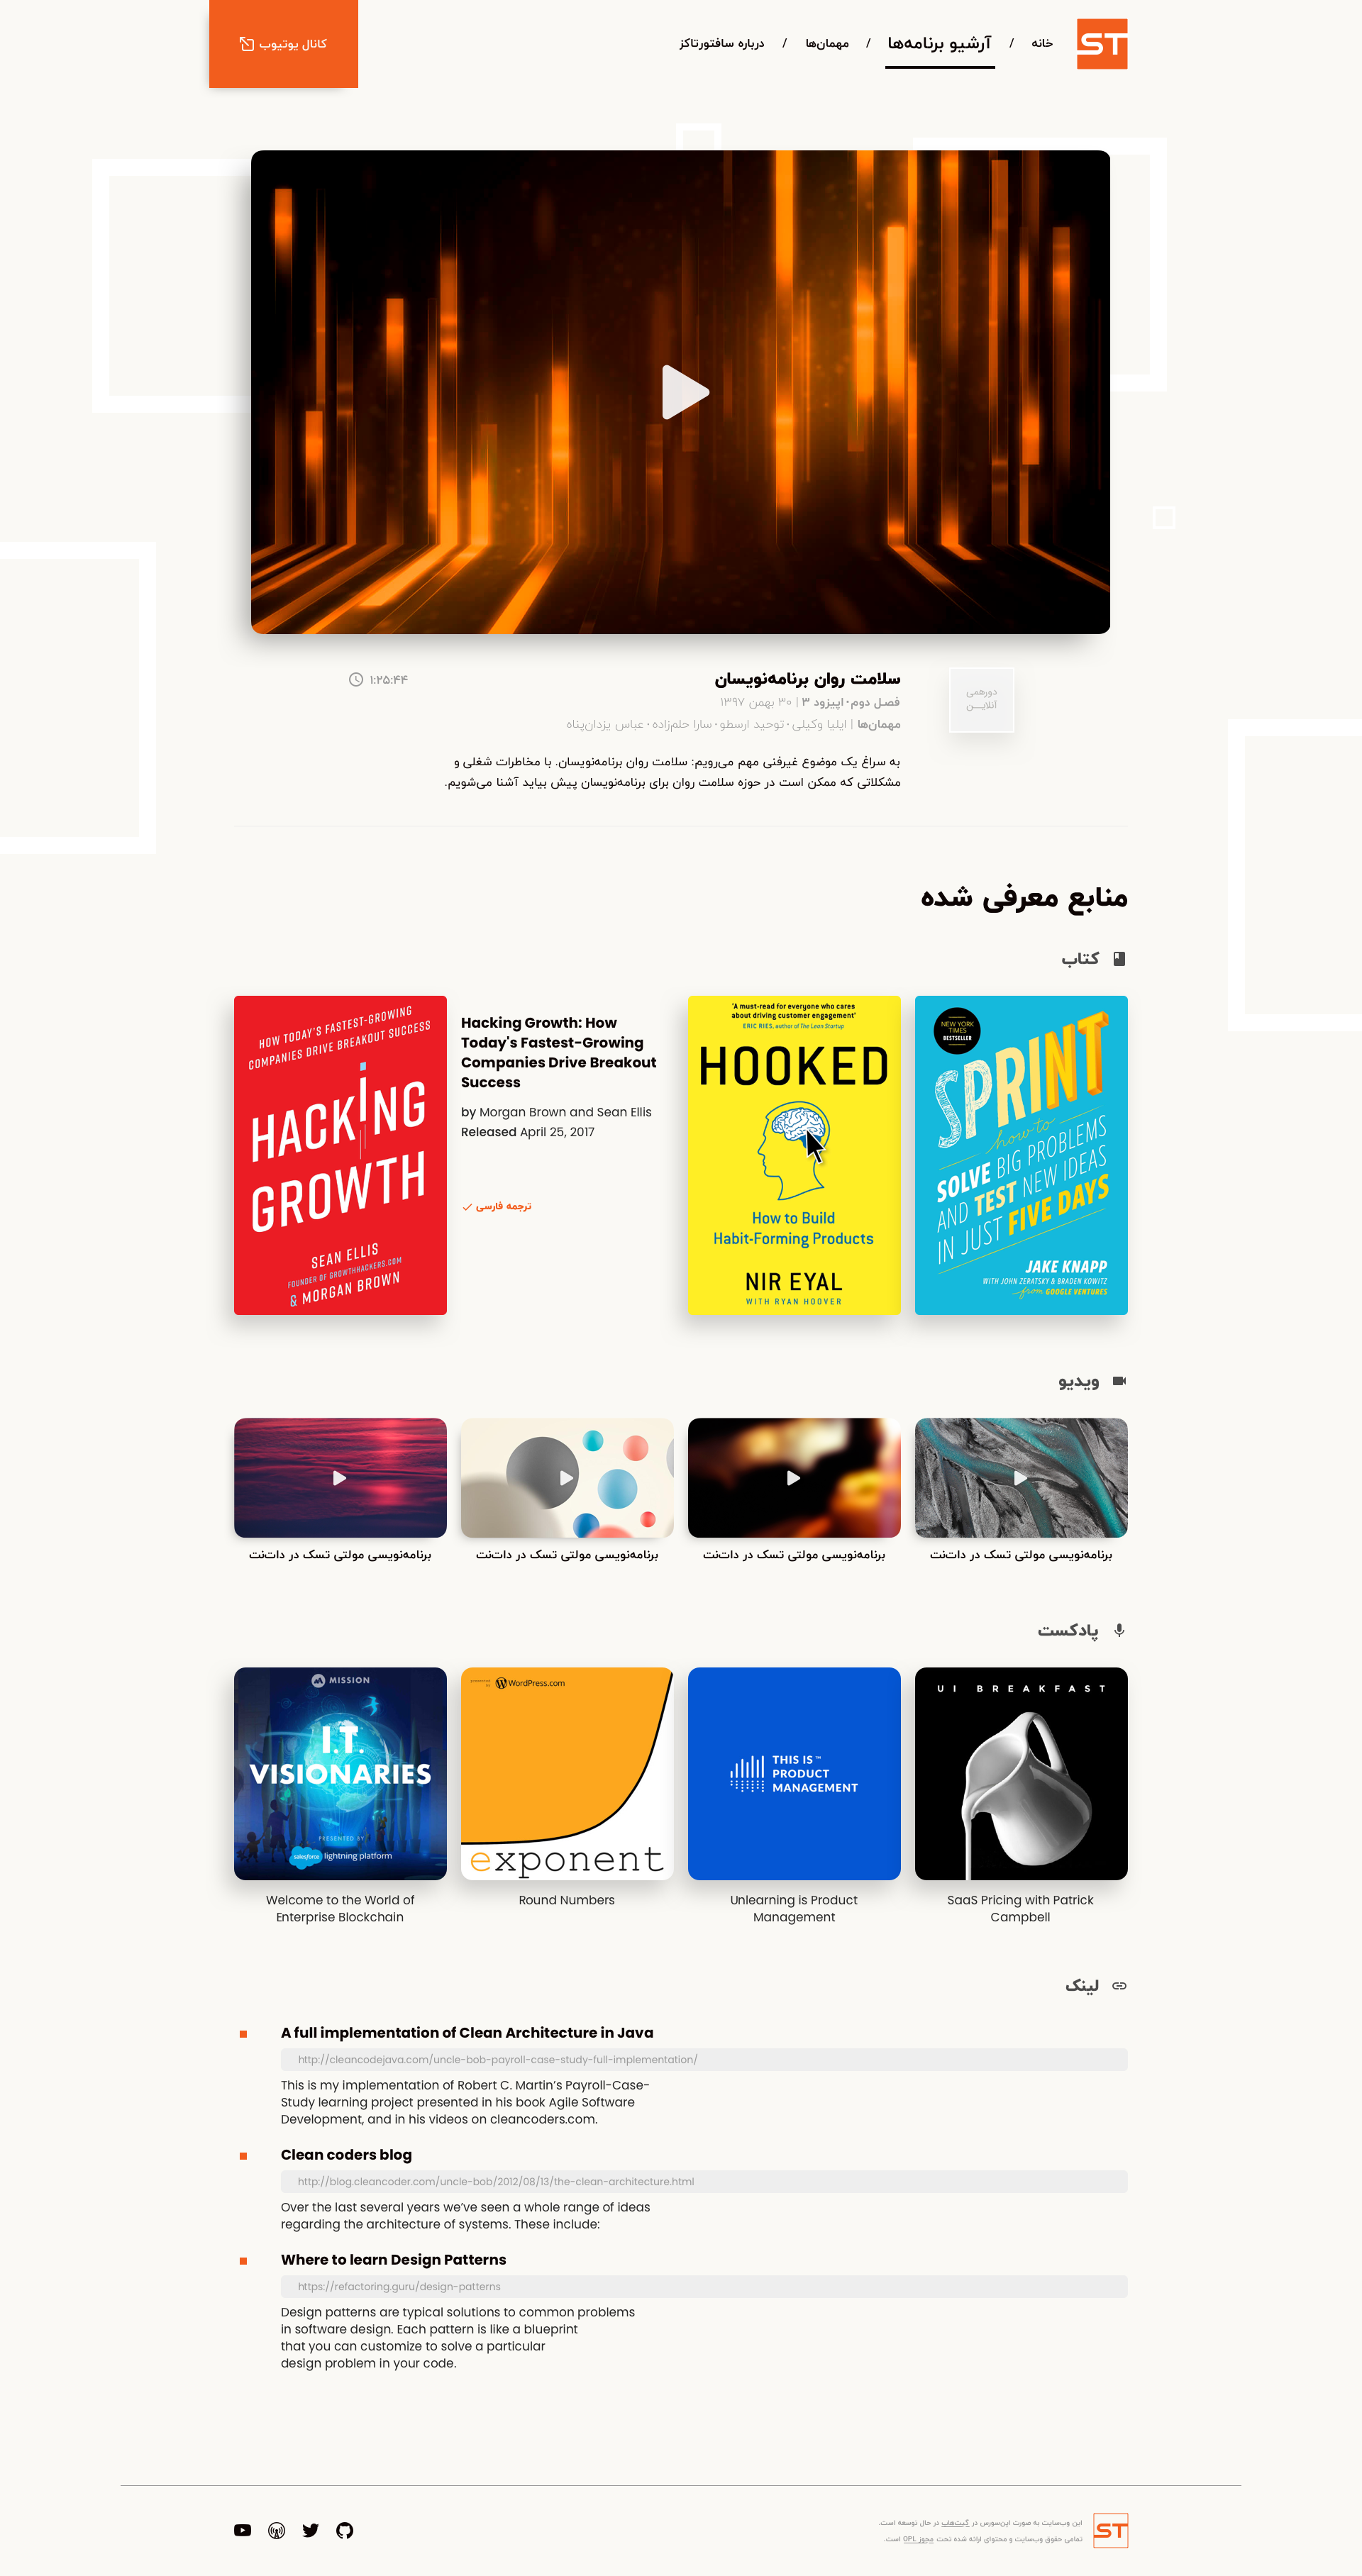 ST
خانه / آرشیو برنامه‌ها / مهمان‌ها / درباره سافتورتاکز
کانال یوتیوب
دورهمی
آنلایـــن
سلامت روان برنامه‌نویسان
۱:۲۵:۴۴
فصل دوم · اپیزود ۳ | ۳۰ بهمن ۱۳۹۷
مهمان‌ها | ایلیا وکیلی · توحید ارسطو · سارا حلم‌زاده · عباس یزدان‌پناه
به سراغ یک موضوع غیرفنی مهم می‌رویم: سلامت روان برنامه‌نویسان. با مخاطرات شغلی و
مشکلاتی که ممکن است در حوزه سلامت روان برای برنامه‌نویسان پیش بیاید آشنا می‌شویم.
منابع معرفی شده
کتاب
NEW YORK
TIMES
BESTSELLER
SPRINT
how to
SOLVE BIG PROBLEMS
AND TEST NEW IDEAS
IN JUST FIVE DAYS
JAKE KNAPP
WITH JOHN ZERATSKY & BRADEN KOWITZ
from GOOGLE VENTURES
'A must-read for everyone who cares
about driving customer engagement'
ERIC RIES, author of The Lean Startup
HOOKED
How to Build
Habit-Forming Products
NIR EYAL
WITH RYAN HOOVER
Hacking Growth: How
Today's Fastest-Growing
Companies Drive Breakout
Success
by Morgan Brown and Sean Ellis
Released April 25, 2017
ترجمه فارسی
HOW TODAY'S FASTEST-GROWING
COMPANIES DRIVE BREAKOUT SUCCESS
HACKING
GROWTH
SEAN ELLIS
FOUNDER OF GROWTHHACKERS.COM
& MORGAN BROWN
ویدیو
برنامه‌نویسی مولتی تسک در دات‌نت
برنامه‌نویسی مولتی تسک در دات‌نت
برنامه‌نویسی مولتی تسک در دات‌نت
برنامه‌نویسی مولتی تسک در دات‌نت
پادکست
UI BREAKFAST
SaaS Pricing with Patrick
Campbell
THIS IS ™
PRODUCT
MANAGEMENT
Unlearning is Product
Management
WordPress.com
exponent
Round Numbers
MISSION
I.T.
VISIONARIES
PRESENTED BY
salesforce lightning platform
Welcome to the World of
Enterprise Blockchain
لینک
A full implementation of Clean Architecture in Java
http://cleancodejava.com/uncle-bob-payroll-case-study-full-implementation/
This is my implementation of Robert C. Martin’s Payroll-Case-
Study learning project presented in his book Agile Software
Development, and in his videos on cleancoders.com.
Clean coders blog
http://blog.cleancoder.com/uncle-bob/2012/08/13/the-clean-architecture.html
Over the last several years we’ve seen a whole range of ideas
regarding the architecture of systems. These include:
Where to learn Design Patterns
https://refactoring.guru/design-patterns
Design patterns are typical solutions to common problems
in software design. Each pattern is like a blueprint
that you can customize to solve a particular
design problem in your code.
ST
این وب‌سایت به صورت اپن‌سورس در گیت‌هاب در حال توسعه است.
تمامی حقوق وب‌سایت و محتوای ارائه شده تحت مجوز OPL است.